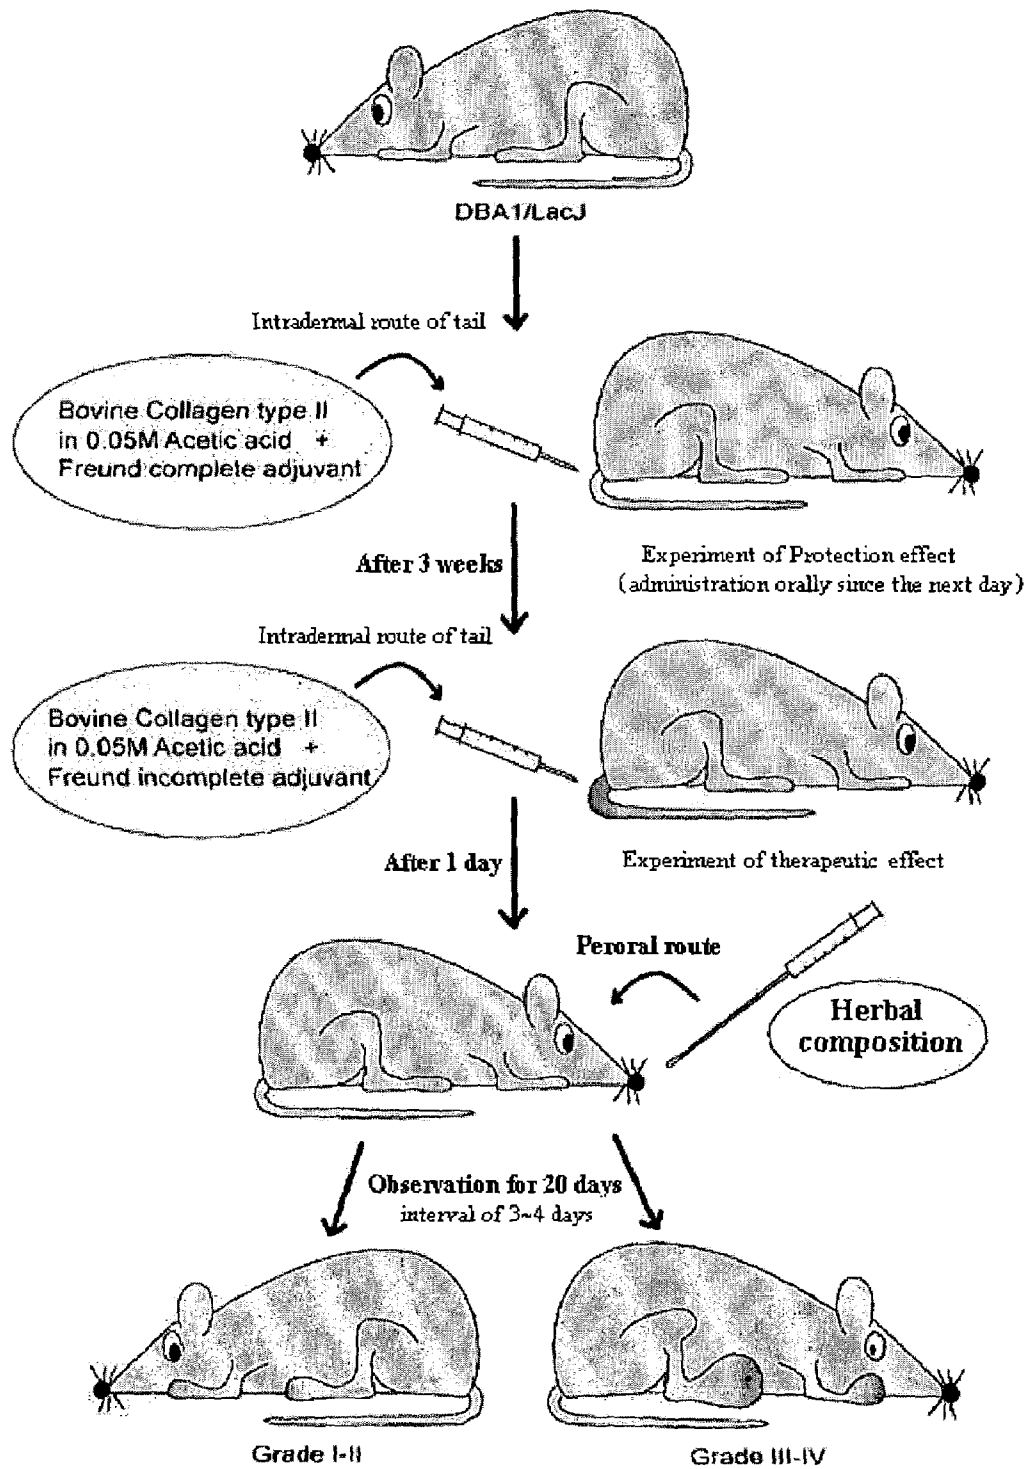 DBA1/LacJ
Intradermal route of tail
Bovine Collagen type II
in 0.05M Acetic acid +
Freund complete adjuvant
Experiment of Protection effect
(administration orally since the next day)
After 3 weeks
Intradermal route of tail
Bovine Collagen type II
in 0.05M Acetic acid +
Freund incomplete adjuvant
Experiment of therapeutic effect
After 1 day
Peroral route
Herbal
composition
Observation for 20 days
interval of 3~4 days
Grade I-II
Grade III-IV